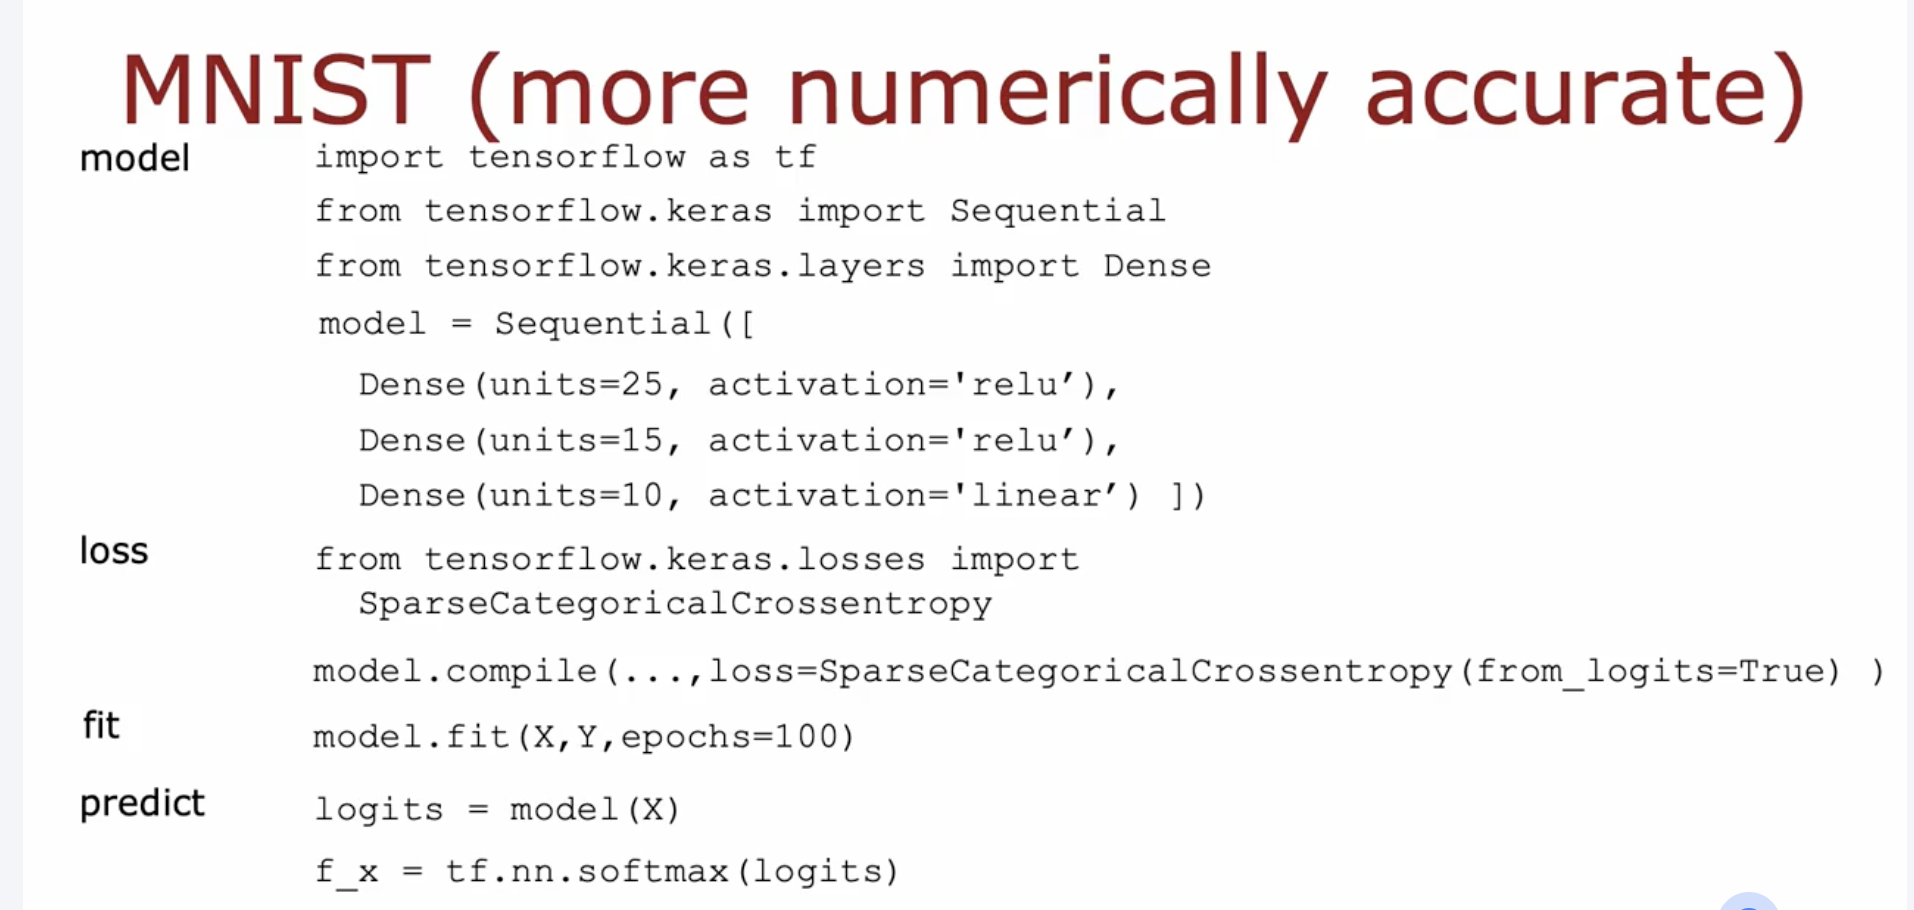 MNIST (more numerically accurate)
model
import tensorflow as tf
from tensorflow.keras import Sequential
from tensorflow.keras.layers import Dense
model = Sequential([
Dense(units=25, activation='relu’),
Dense(units=15, activation='relu’),
Dense(units=10, activation='linear’) ])
loss
from tensorflow.keras.losses import
SparseCategoricalCrossentropy
model.compile(...,loss=SparseCategoricalCrossentropy(from_logits=True) )
fit
model.fit(X,Y,epochs=100)
predict
logits = model(X)
f_x = tf.nn.softmax(logits)